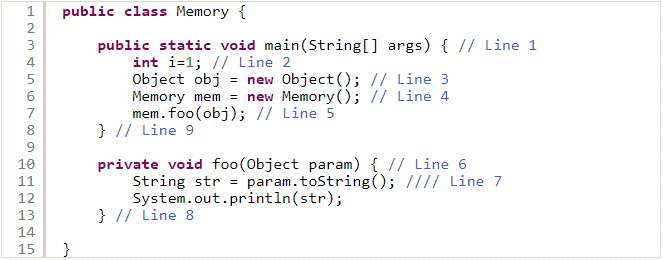 1 public class Memory {
2
3     public static void main(String[] args) { // Line 1
4         int i=1; // Line 2
5         Object obj = new Object(); // Line 3
6         Memory mem = new Memory(); // Line 4
7         mem.foo(obj); // Line 5
8     } // Line 9
9
10     private void foo(Object param) { // Line 6
11         String str = param.toString(); //// Line 7
12         System.out.println(str);
13     } // Line 8
14
15 }